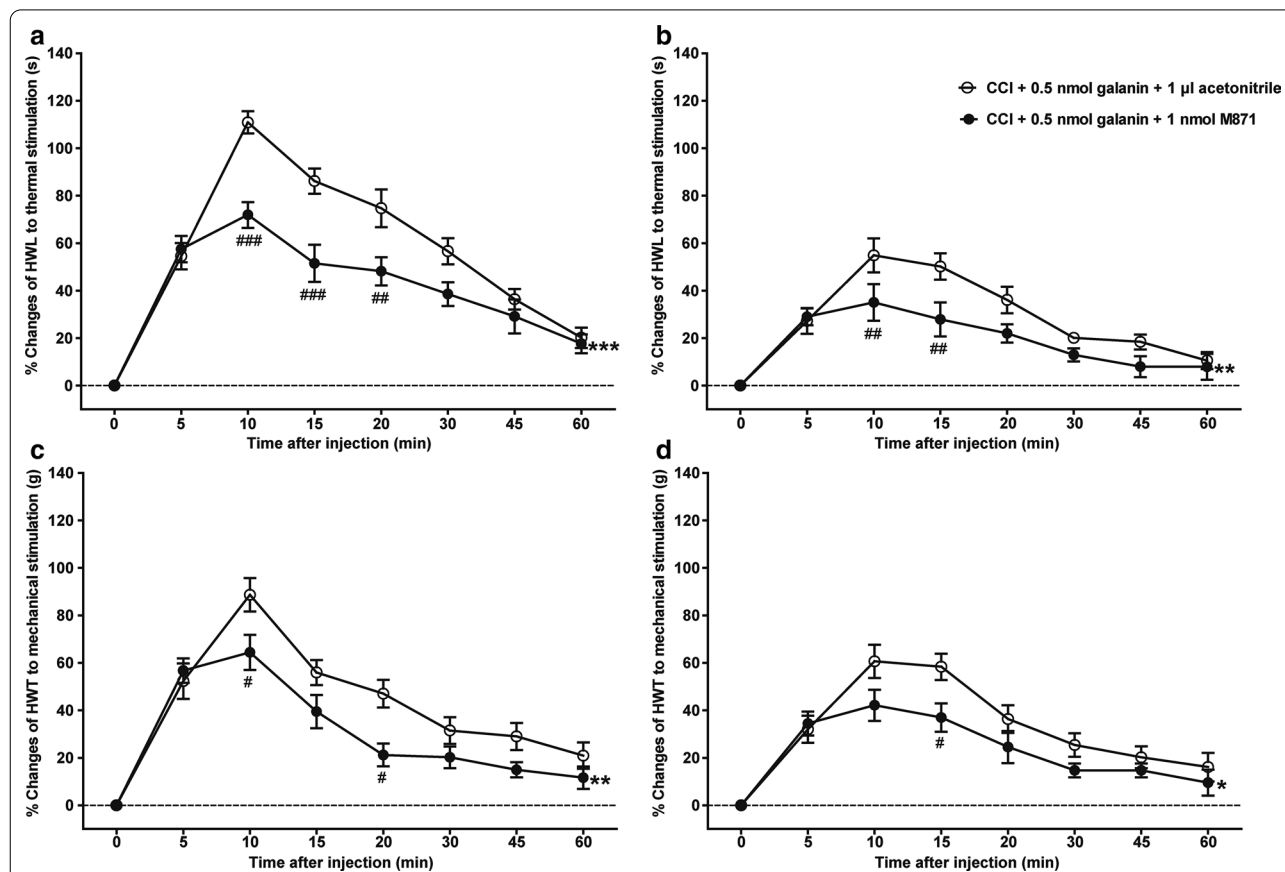 a
140
120
100
80
60
40
20
0
% Changes of HWL to thermal stimulation (s)
###
###
##
***
0 5 10 15 20 30 45 60
Time after injection (min)
b
140
120
100
80
60
40
20
0
% Changes of HWL to thermal stimulation (s)
CCI + 0.5 nmol galanin + 1 µl acetonitrile
CCI + 0.5 nmol galanin + 1 nmol M871
##
##
**
0 5 10 15 20 30 45 60
Time after injection (min)
c
140
120
100
80
60
40
20
0
% Changes of HWT to mechanical stimulation (g)
#
#
**
0 5 10 15 20 30 45 60
Time after injection (min)
d
140
120
100
80
60
40
20
0
% Changes of HWT to mechanical stimulation (g)
#
*
0 5 10 15 20 30 45 60
Time after injection (min)